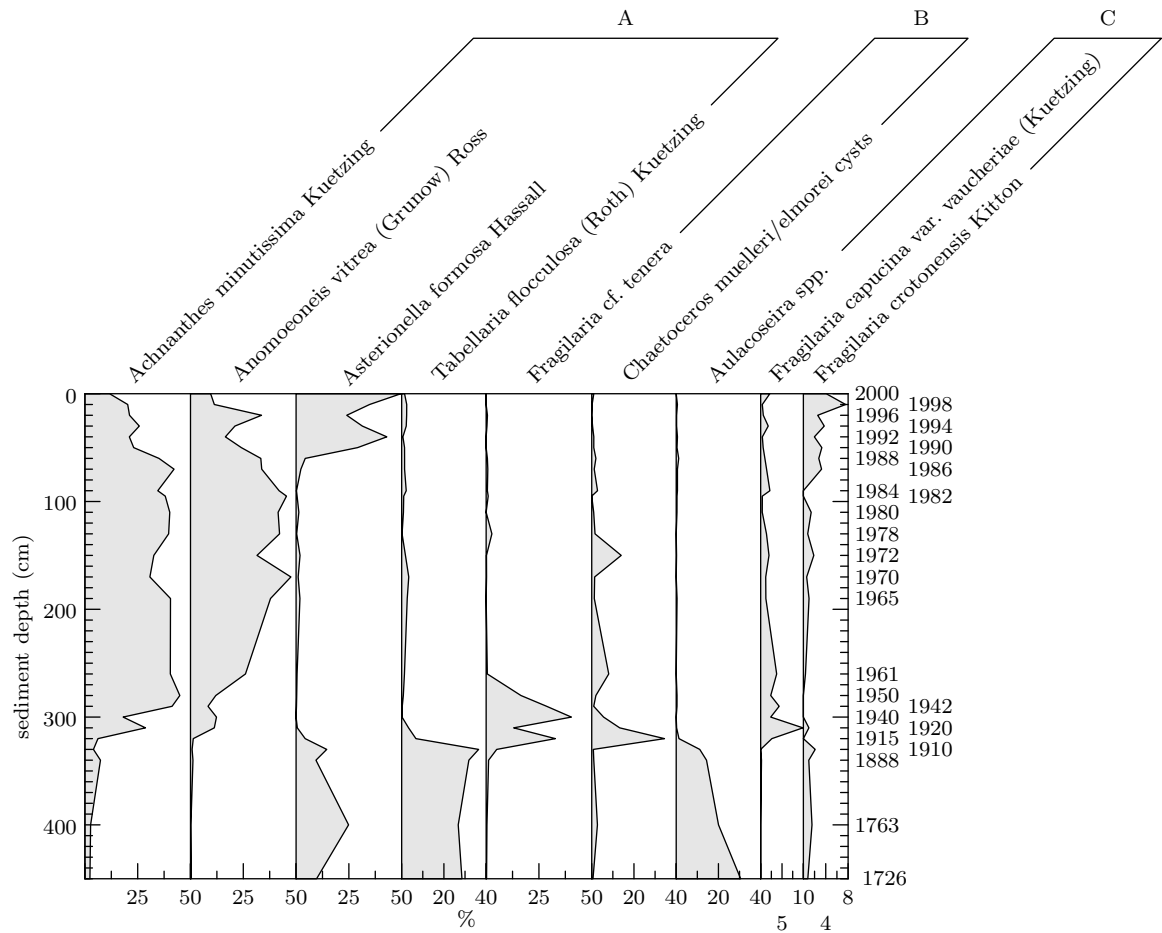 A
B
C
Achnanthes minutissima Kuetzing
Anomoeoneis vitrea (Grunow) Ross
Asterionella formosa Hassall
Tabellaria flocculosa (Roth) Kuetzing
Fragilaria cf. tenera
Chaetoceros muelleri/elmorei cysts
Aulacoseira spp.
Fragilaria capucina var. vaucheriae (Kuetzing)
Fragilaria crotonensis Kitton
sediment depth (cm)
0
100
200
300
400
2000
1998
1996
1994
1992
1990
1988
1986
1984
1982
1980
1978
1972
1970
1965
1961
1950
1942
1940
1920
1915
1910
1888
1763
1726
25 50 25 50 25 50 20 40 25 50 20 40 20 40 10 8
5 4
%